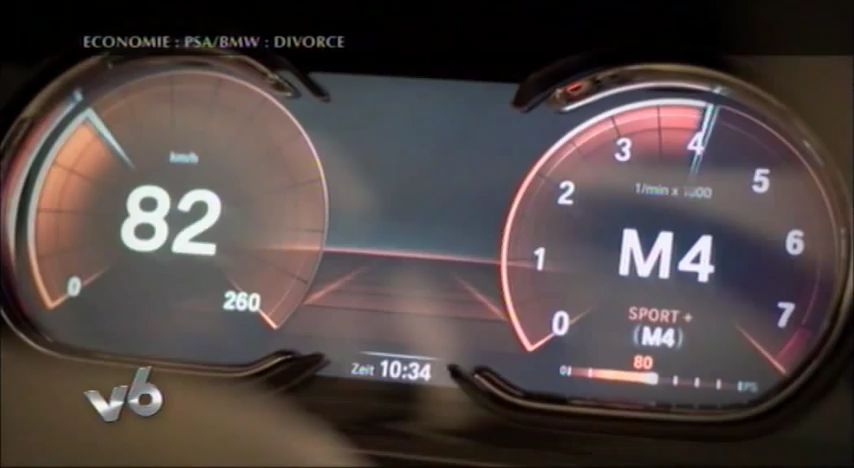 ECONOMIE : PSA/BMW : DIVORCE
km/h
82
0
260
0
1
2
3
4
5
6
7
1/min x 1000
M4
SPORT +
(M4)
80
0
Zeit 10:34
V6